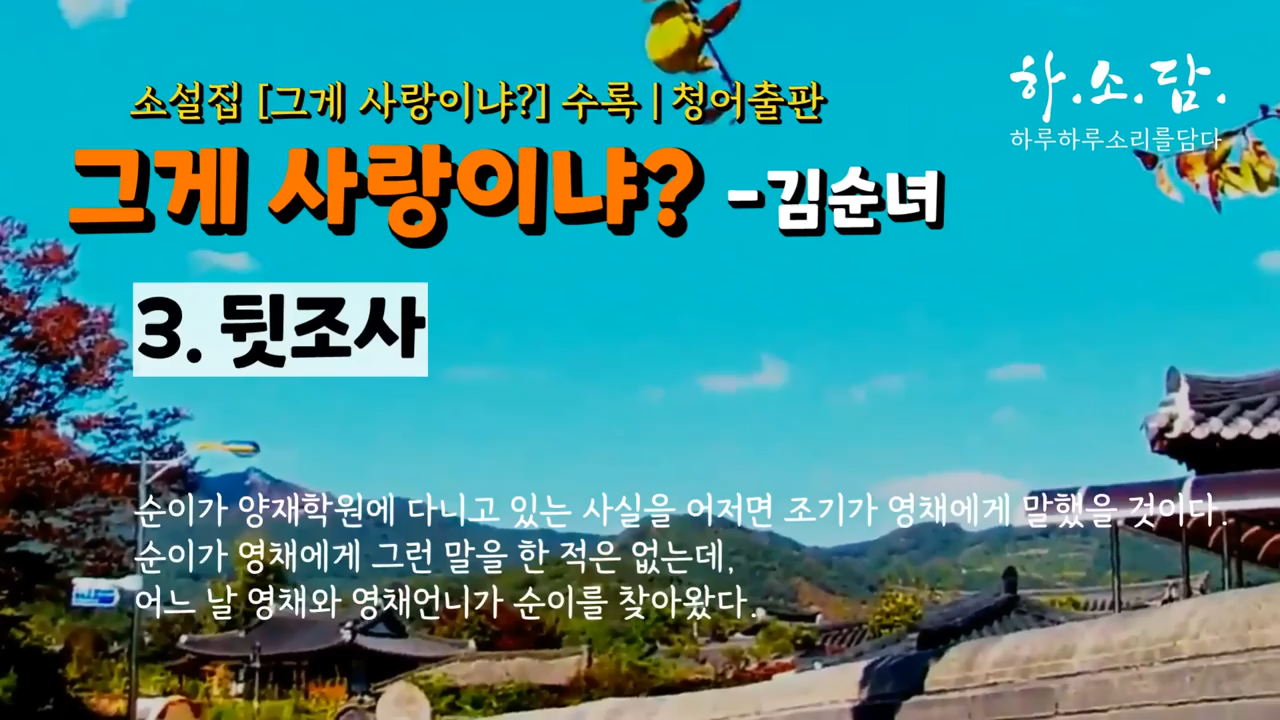 소설집 [그게 사랑이냐?] 수록 | 청어출판
하.소.담.
하루하루소리를담다
그게 사랑이냐? -김순녀
3. 뒷조사
순이가 양재학원에 다니고 있는 사실을 어저면 조기가 영채에게 말했을 것이다.
순이가 영채에게 그런 말을 한 적은 없는데,
어느 날 영채와 영채언니가 순이를 찾아왔다.